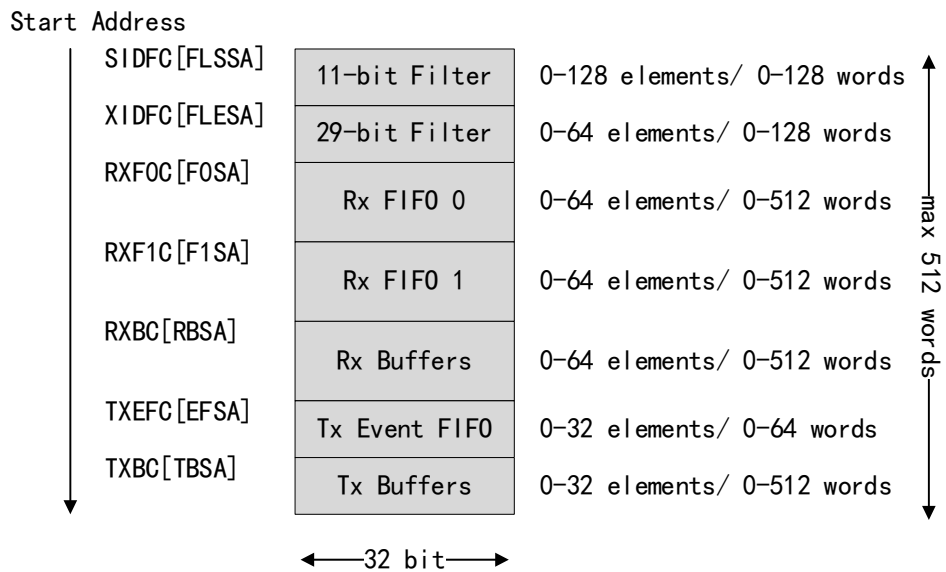 Start Address
SIDFC[FLSSA]
11-bit Filter 0-128 elements/ 0-128 words
XIDFC[FLESA]
29-bit Filter 0-64 elements/ 0-128 words
RXF0C[F0SA]
Rx FIFO 0 0-64 elements/ 0-512 words
RXF1C[F1SA]
Rx FIFO 1 0-64 elements/ 0-512 words
RXBC[RBSA]
Rx Buffers 0-64 elements/ 0-512 words
TXEFC[EFSA]
Tx Event FIFO 0-32 elements/ 0-64 words
TXBC[TBSA]
Tx Buffers 0-32 elements/ 0-512 words
max 512 words
32 bit